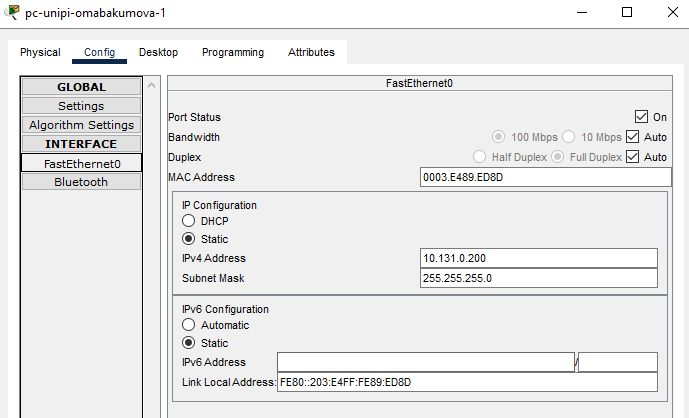 pc-unipi-omabakumova-1
Physical Config Desktop Programming Attributes
GLOBAL
Settings
Algorithm Settings
INTERFACE
FastEthernet0
Bluetooth
FastEthernet0
Port Status On
Bandwidth 100 Mbps 10 Mbps Auto
Duplex Half Duplex Full Duplex Auto
MAC Address 0003.E489.ED8D
IP Configuration
DHCP
Static
IPv4 Address 10.131.0.200
Subnet Mask 255.255.255.0
IPv6 Configuration
Automatic
Static
IPv6 Address /
Link Local Address: FE80::203:E4FF:FE89:ED8D